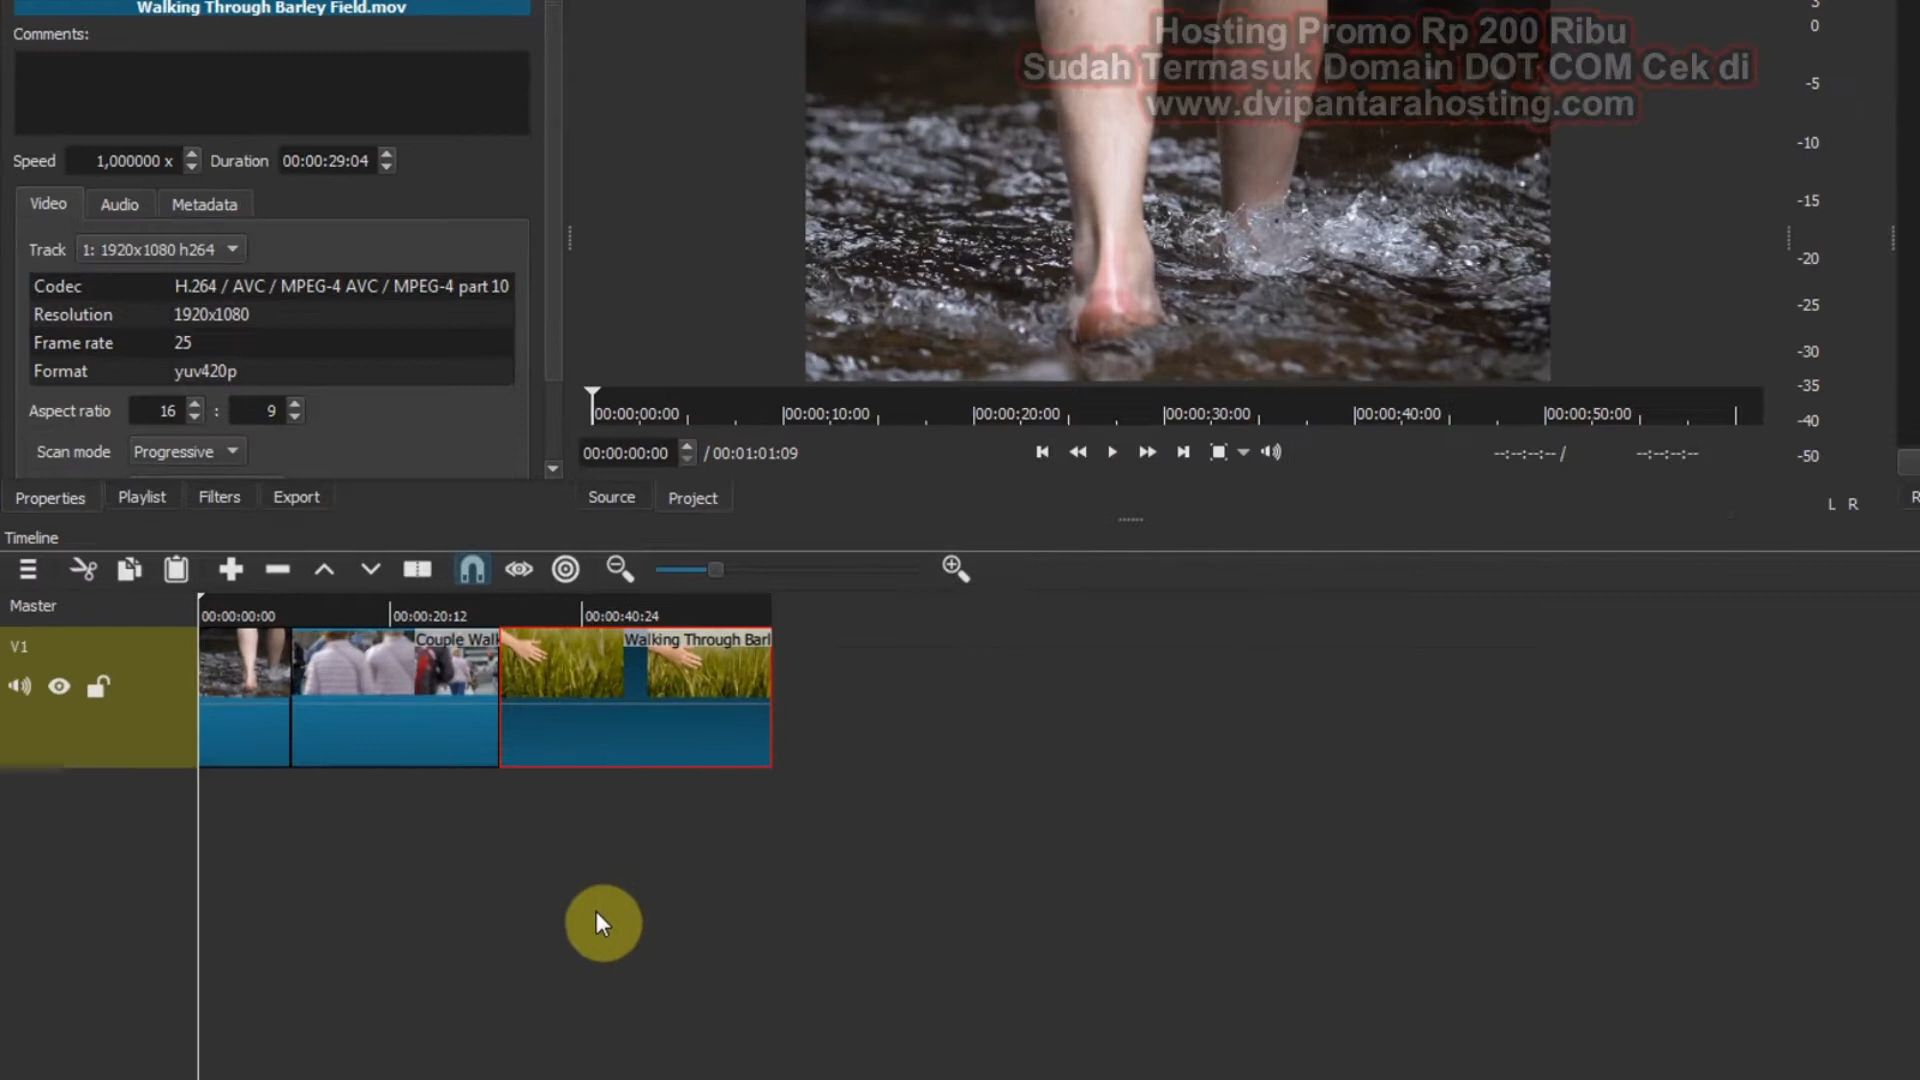 Walking Through Barley Field.mov
Comments:
Speed 1,000000 x Duration 00:00:29:04
Video Audio Metadata
Track 1: 1920x1080 h264
Codec H.264 / AVC / MPEG-4 AVC / MPEG-4 part 10
Resolution 1920x1080
Frame rate 25
Format yuv420p
Aspect ratio 16 : 9
Scan mode Progressive
Properties Playlist Filters Export
Hosting Promo Rp 200 Ribu
Sudah Termasuk Domain DOT COM Cek di
www.dvipantarahosting.com
00:00:00:00 00:00:10:00 00:00:20:00 00:00:30:00 00:00:40:00 00:00:50:00
00:00:00:00 / 00:01:01:09 --:--:--:-- / --:--:--:--
Source Project
3
0
-5
-10
-15
-20
-25
-30
-35
-40
-50
L R
Timeline
Master
00:00:00:00 00:00:20:12 00:00:40:24
V1
Couple Walk
Walking Through Barl